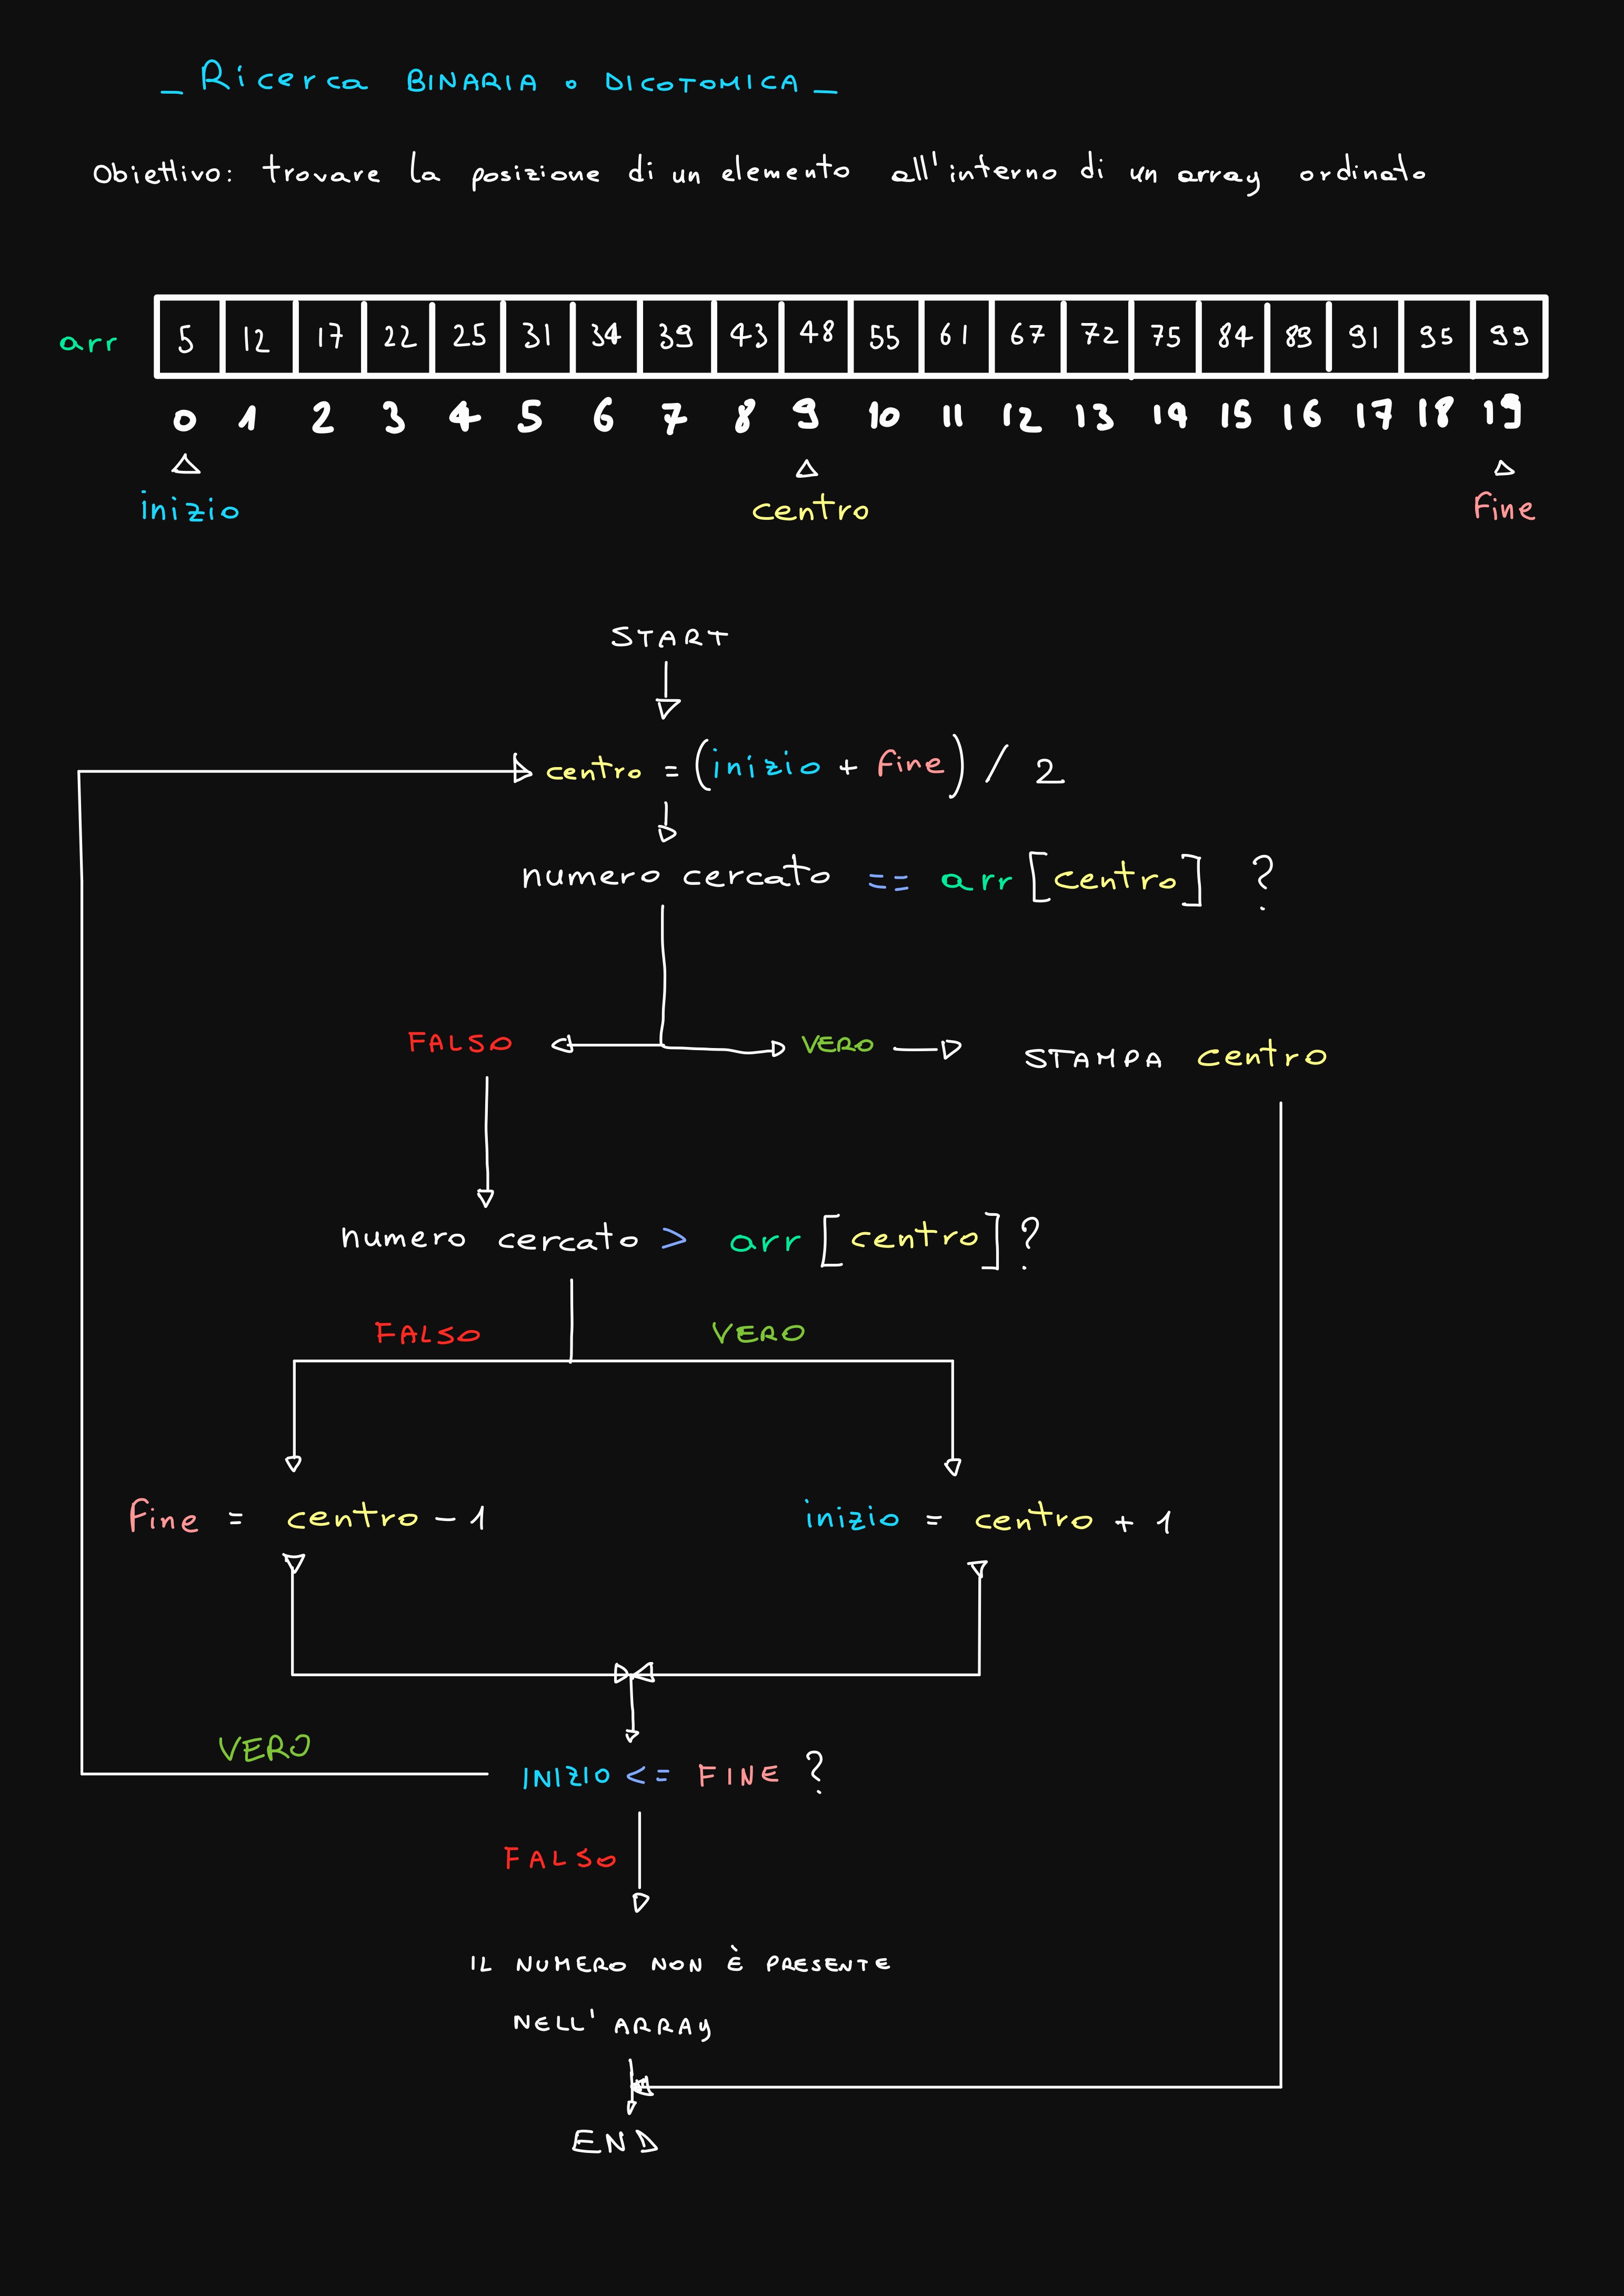 _ Ricerca BINARIA o DICOTOMICA _
Obiettivo: trovare la posizione di un elemento all'interno di un array ordinato
arr 5 12 17 22 25 31 34 39 43 48 55 61 67 72 75 84 89 91 95 99
0 1 2 3 4 5 6 7 8 9 10 11 12 13 14 15 16 17 18 19
inizio centro fine
START
centro = (inizio + fine) / 2
numero cercato == arr [centro] ?
FALSO VERO STAMPA centro
numero cercato > arr [centro] ?
FALSO VERO
fine = centro - 1 inizio = centro + 1
VERO
INIZIO <= FINE ?
FALSO
IL NUMERO NON È PRESENTE
NELL' ARRAY
END